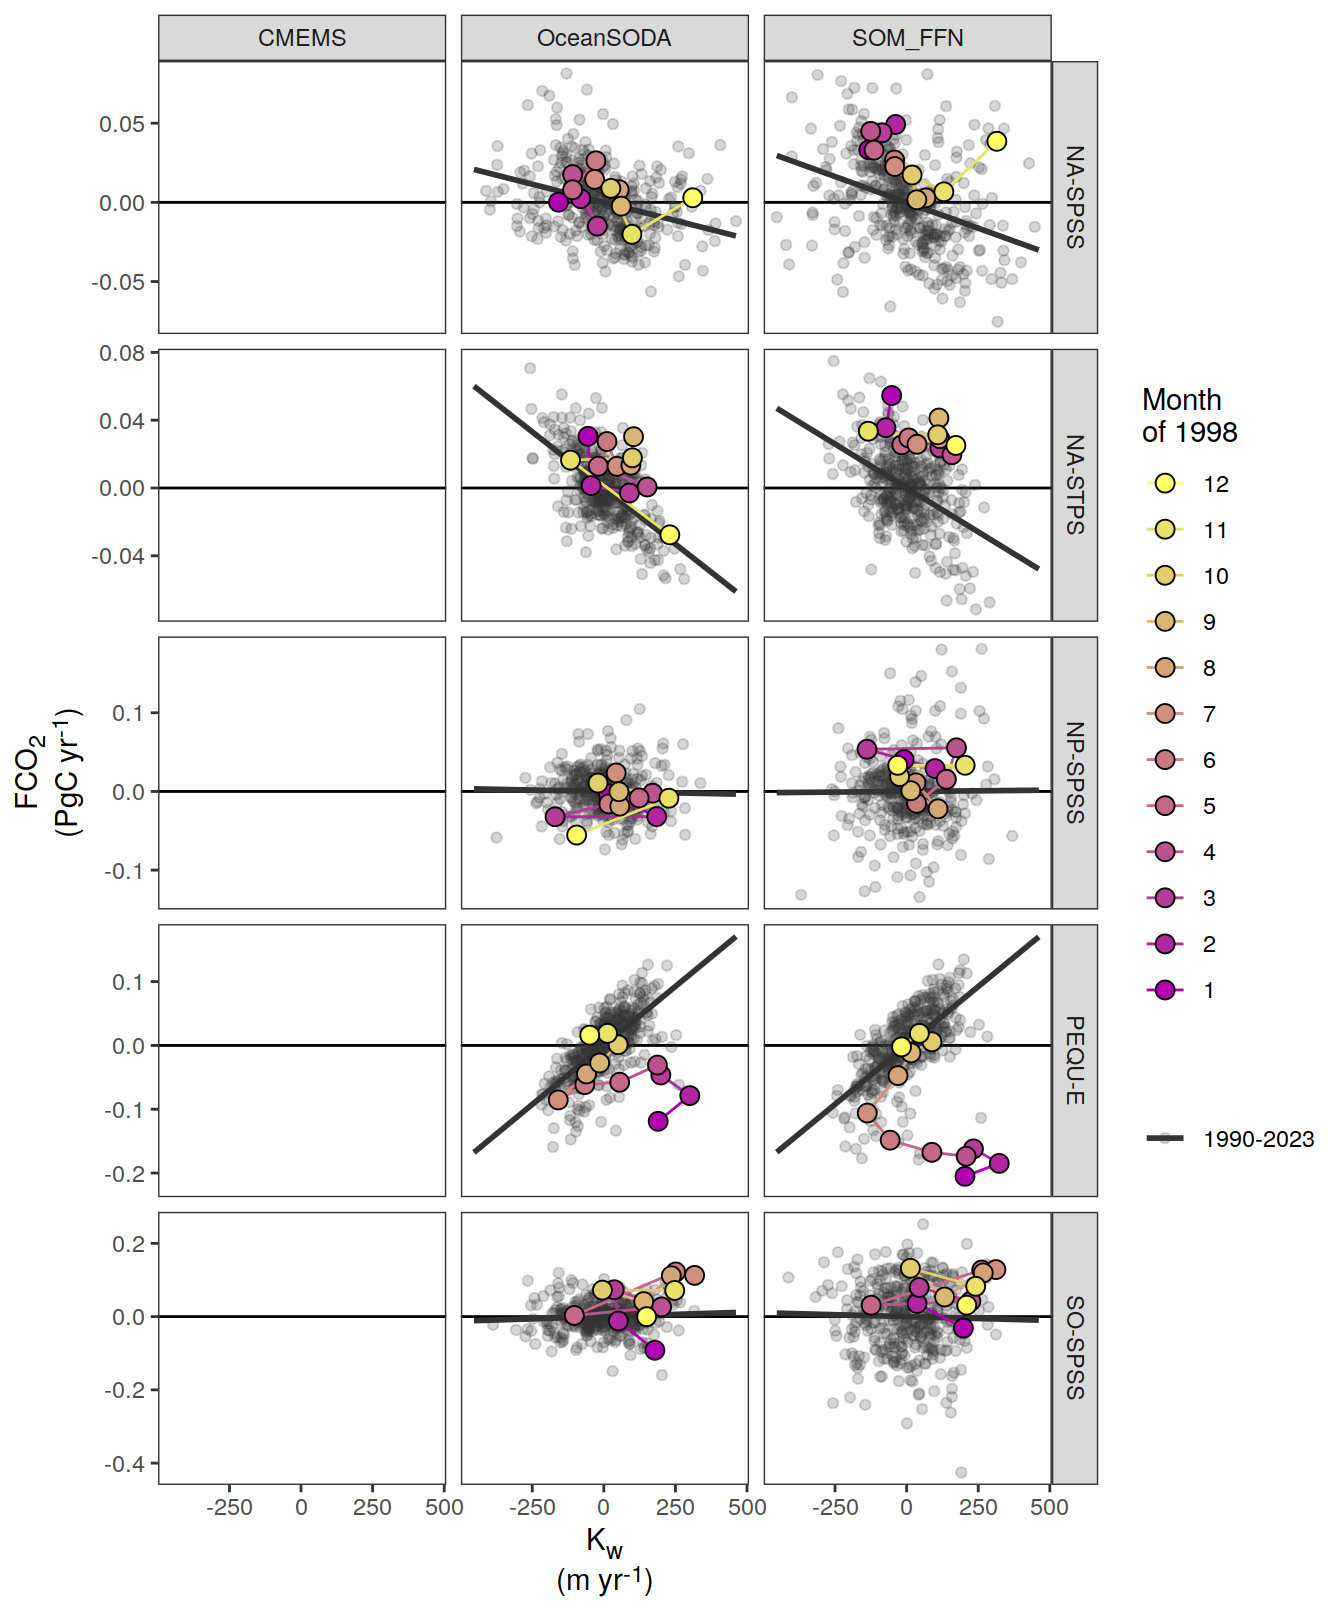 CMEMS OceanSODA SOM_FFN
0.05
0.00
-0.05
NA-SPSS
0.08
0.04
0.00
-0.04
NA-STPS
0.1
0.0
-0.1
NP-SPSS
0.1
0.0
-0.1
-0.2
PEQU-E
0.2
0.0
-0.2
-0.4
SO-SPSS
-250 0 250 500 -250 0 250 500 -250 0 250 500
FCO₂
(PgC yr⁻¹)
K_w
(m yr⁻¹)
Month
of 1998
12
11
10
9
8
7
6
5
4
3
2
1
1990-2023